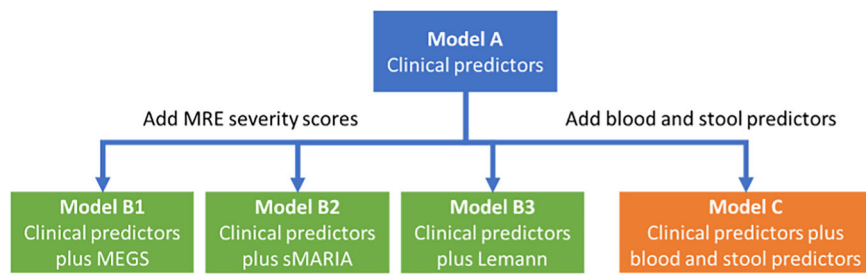 Model A
Clinical predictors
Add MRE severity scores
Add blood and stool predictors
Model B1
Clinical predictors
plus MEGS
Model B2
Clinical predictors
plus sMARIA
Model B3
Clinical predictors
plus Lemann
Model C
Clinical predictors plus
blood and stool predictors